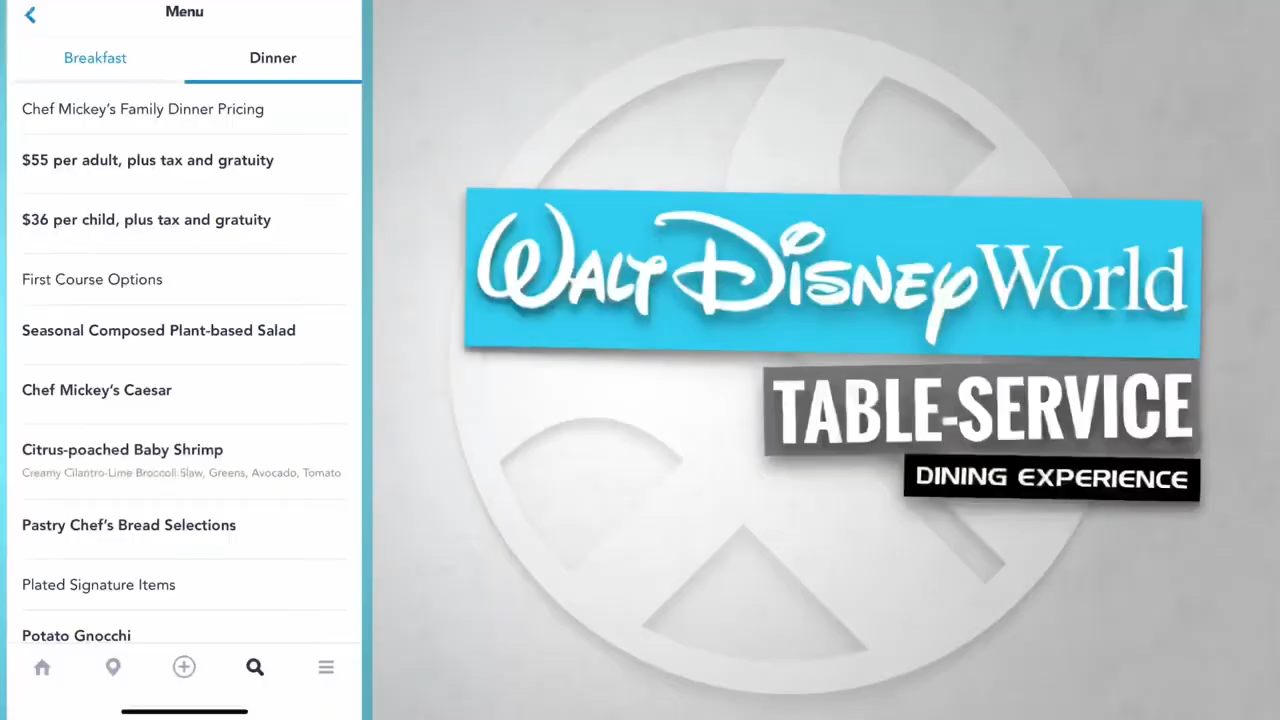 Menu
Breakfast
Dinner
Chef Mickey's Family Dinner Pricing
$55 per adult, plus tax and gratuity
$36 per child, plus tax and gratuity
First Course Options
Seasonal Composed Plant-based Salad
Chef Mickey's Caesar
Citrus-poached Baby Shrimp
Creamy Cilantro-Lime Broccoli Slaw, Greens, Avocado, Tomato
Pastry Chef's Bread Selections
Plated Signature Items
Potato Gnocchi
WALT DISNEY World
TABLE-SERVICE
DINING EXPERIENCE